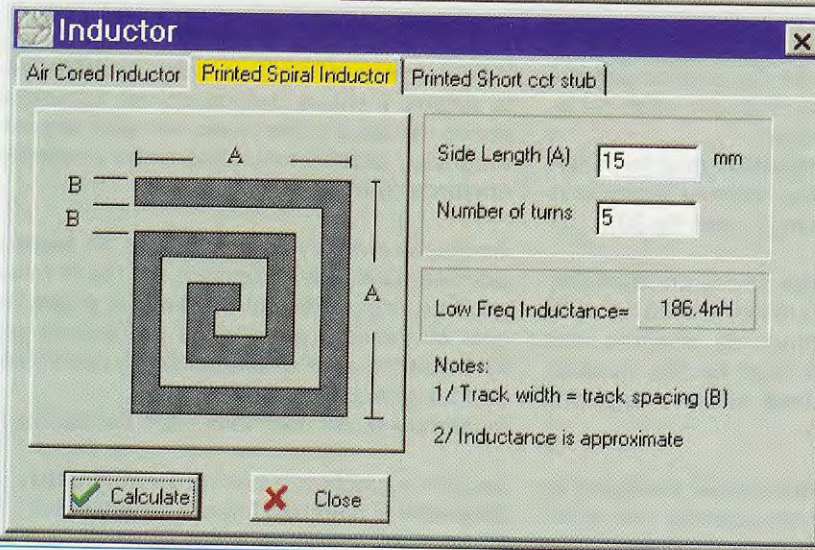 Inductor
Air Cored Inductor
Printed Spiral Inductor
Printed Short cct stub
A
B
B
A
Side Length (A) 15 mm
Number of turns 5
Low Freq Inductance= 186.4nH
Notes:
1/ Track width = track spacing (B)
2/ Inductance is approximate
Calculate
Close